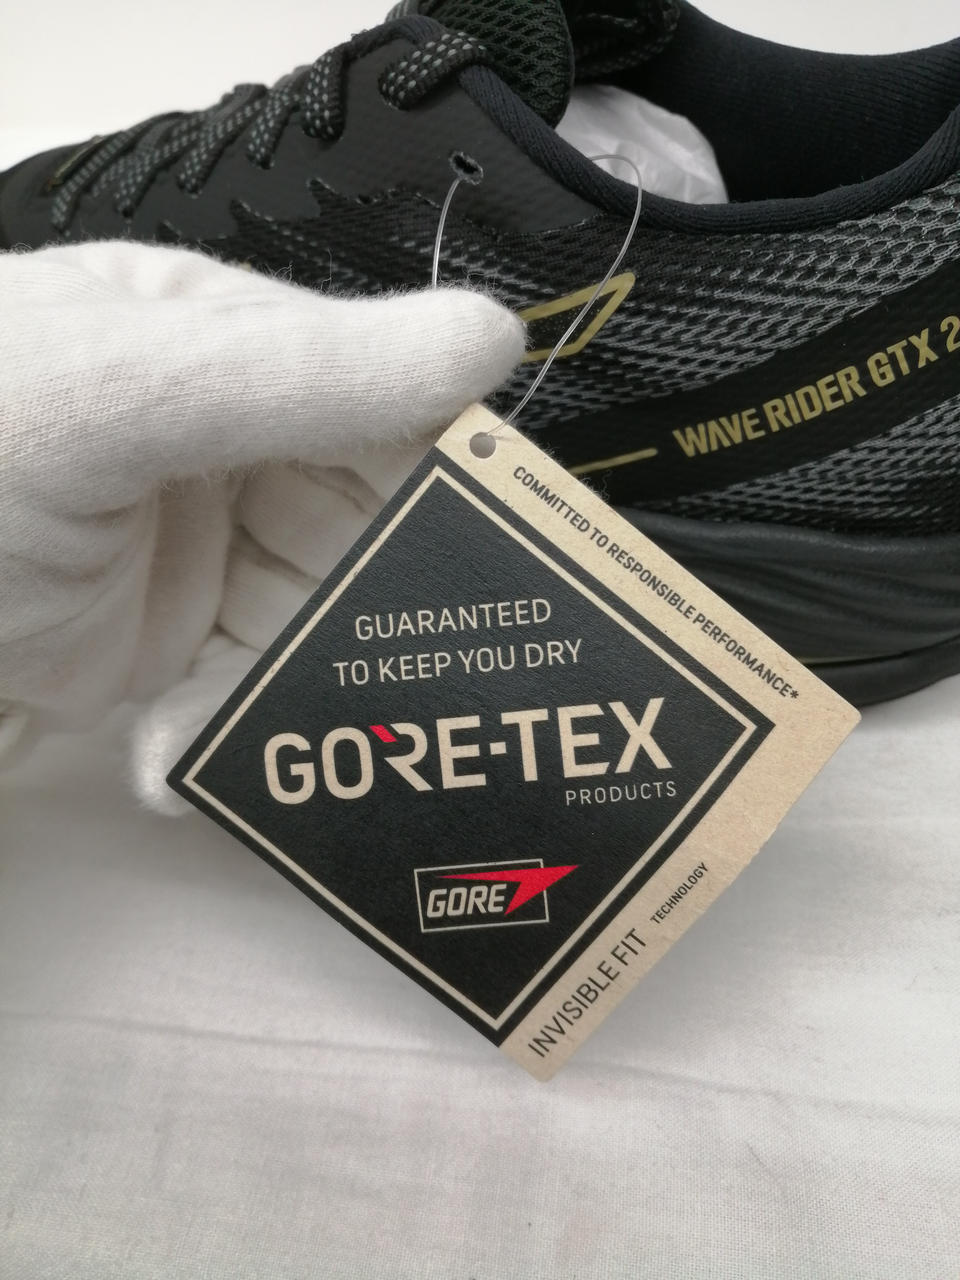 WAVE RIDER GTX 2
COMMITTED TO RESPONSIBLE PERFORMANCE*
GUARANTEED
TO KEEP YOU DRY
GORE-TEX
PRODUCTS
GORE
INVISIBLE FIT TECHNOLOGY